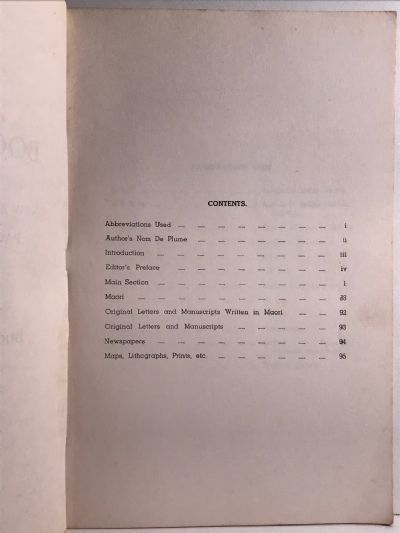 CONTENTS.
Abbreviations Used .... .... .... .... .... .... .... .... i
Author's Nom De Plume .... .... .... .... .... .... .... ii
Introduction .... .... .... .... .... .... .... .... .... iii
Editor's Preface .... .... .... .... .... .... .... .... iv
Main Section .... .... .... .... .... .... .... .... .... 1
Maori .... .... .... .... .... .... .... .... .... ....
Original Letters and Manuscripts Written in Maori .... .... .... 92
Original Letters and Manuscripts .... .... .... .... .... 93
Newspapers .... .... .... .... .... .... .... .... .... 94
Maps, Lithographs, Prints, etc. .... .... .... .... .... .... 95